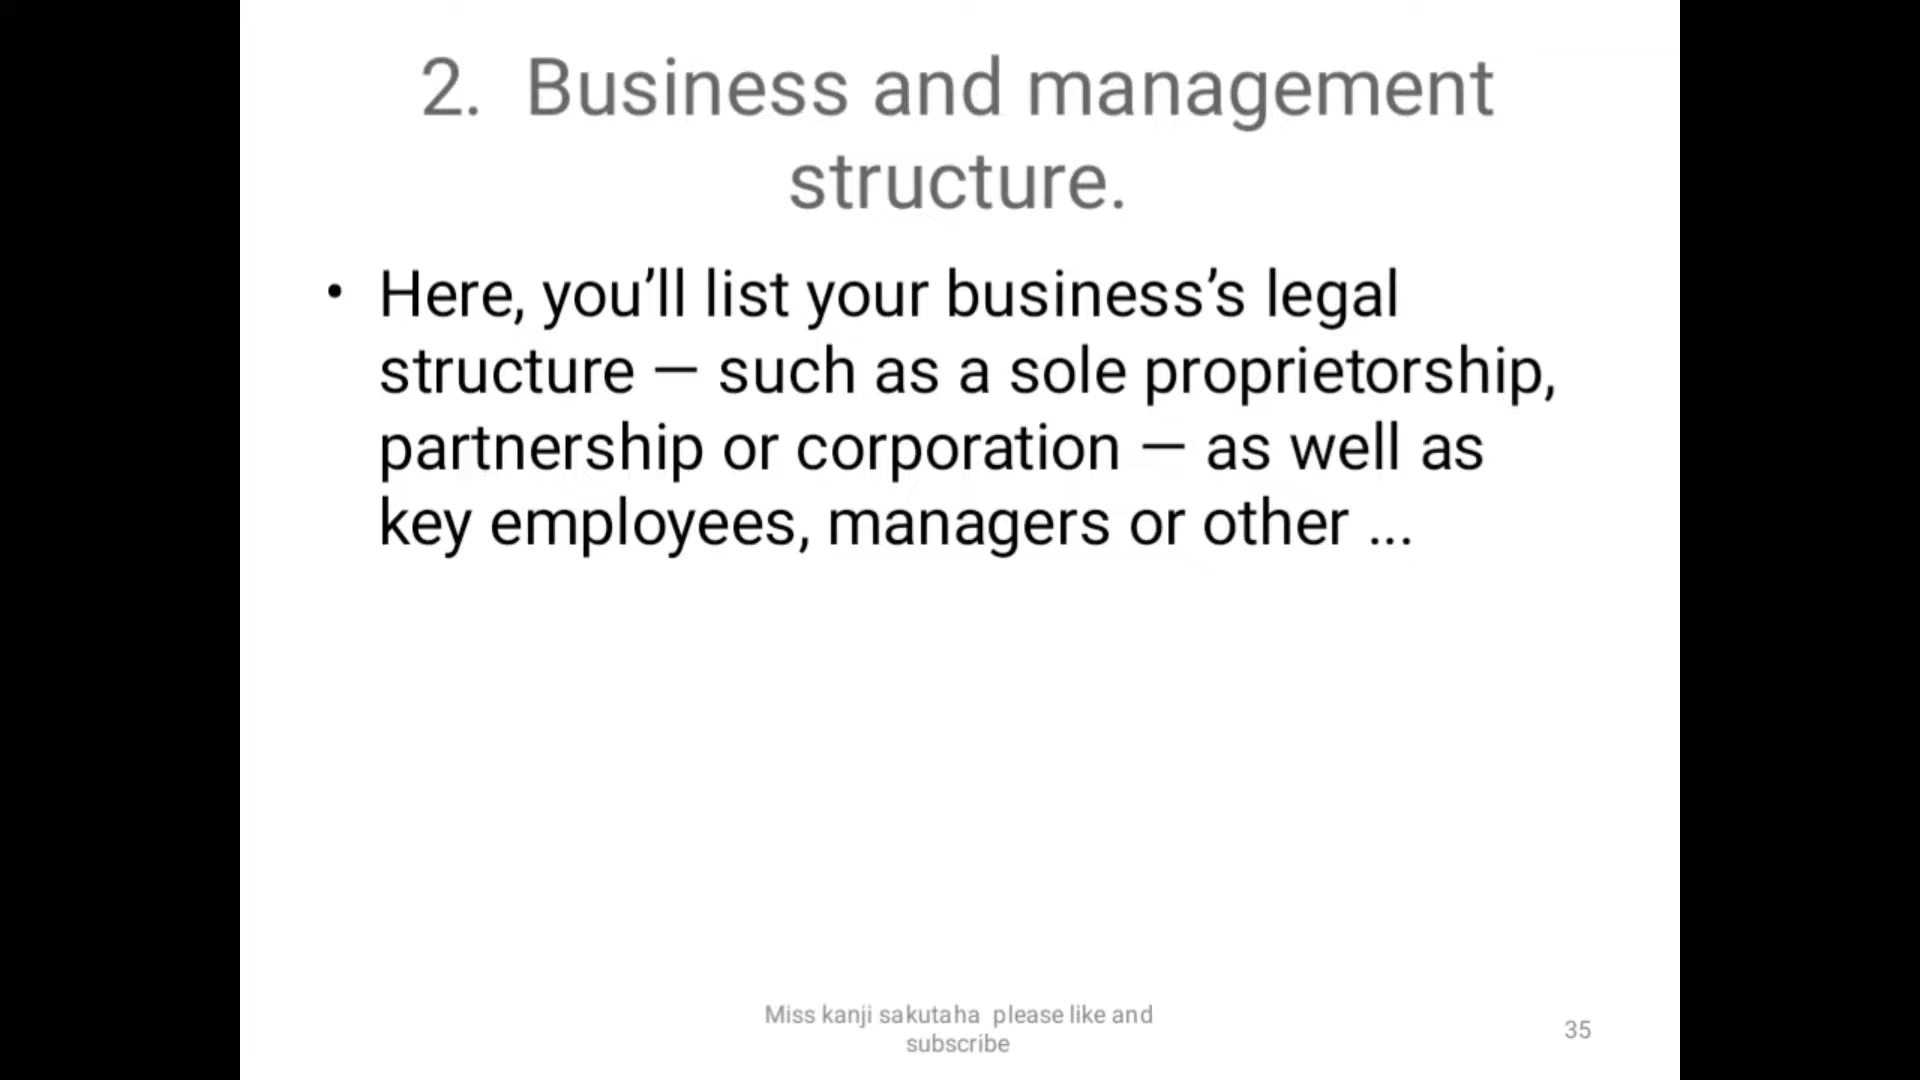 2. Business and management
structure.
• Here, you’ll list your business’s legal
structure — such as a sole proprietorship,
partnership or corporation — as well as
key employees, managers or other ...
Miss kanji sakutaha please like and
subscribe
35